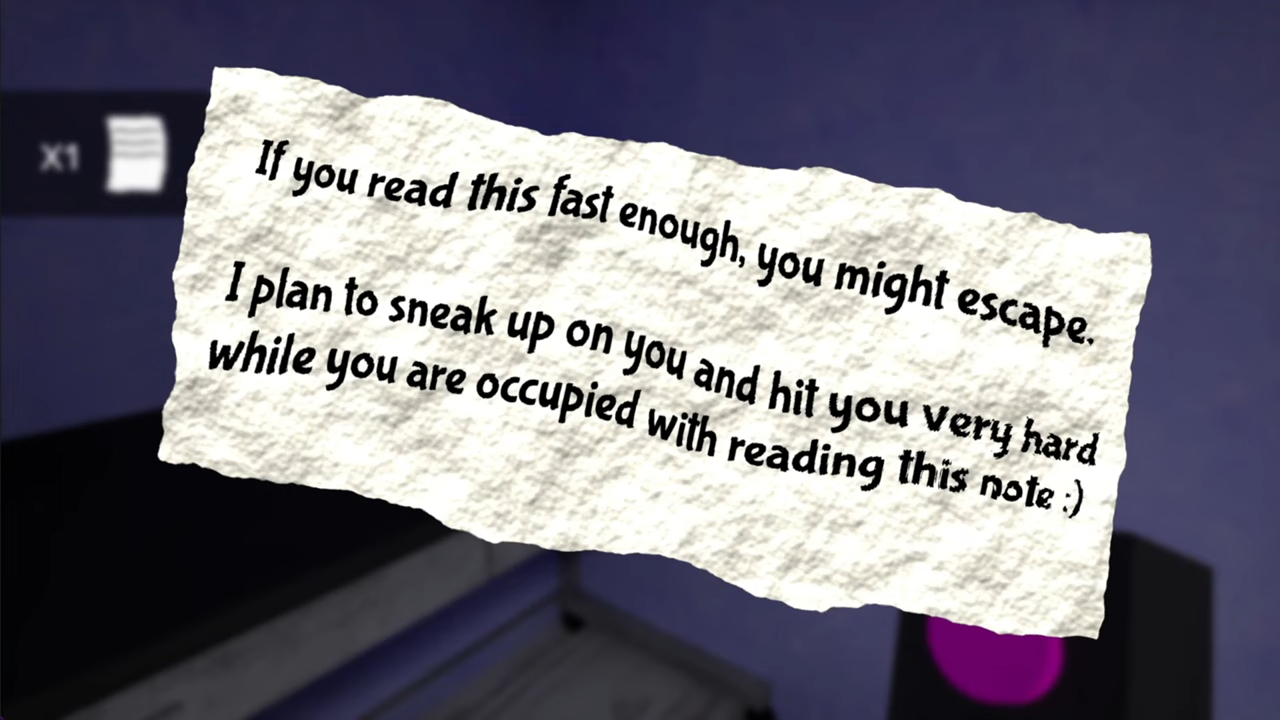 X1
If you read this fast enough, you might escape.
I plan to sneak up on you and hit you very hard
while you are occupied with reading this note :)